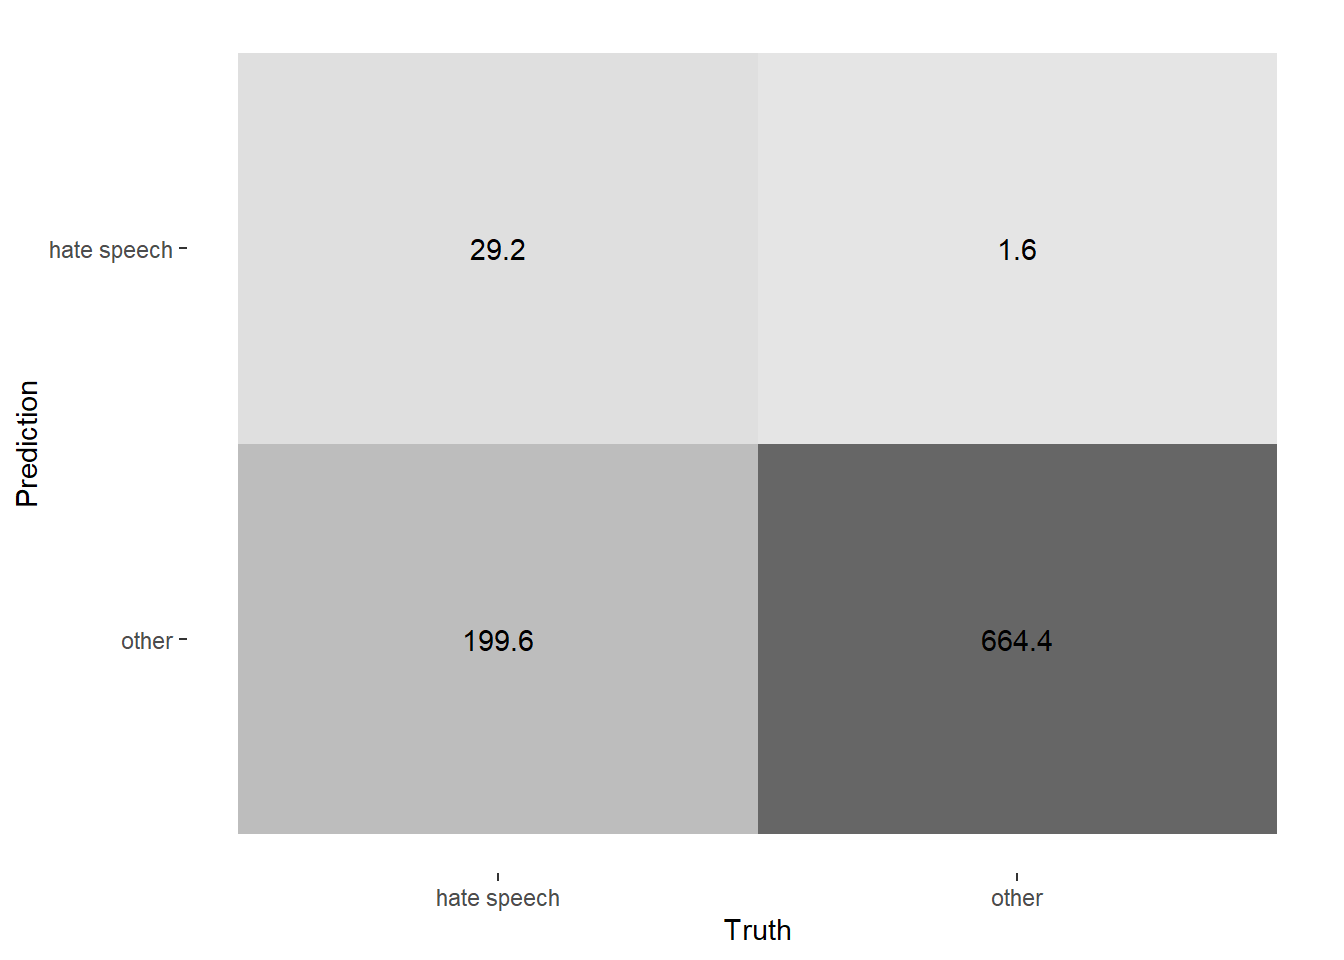 hate speech
29.2
1.6
Prediction
other
199.6
664.4
hate speech
other
Truth